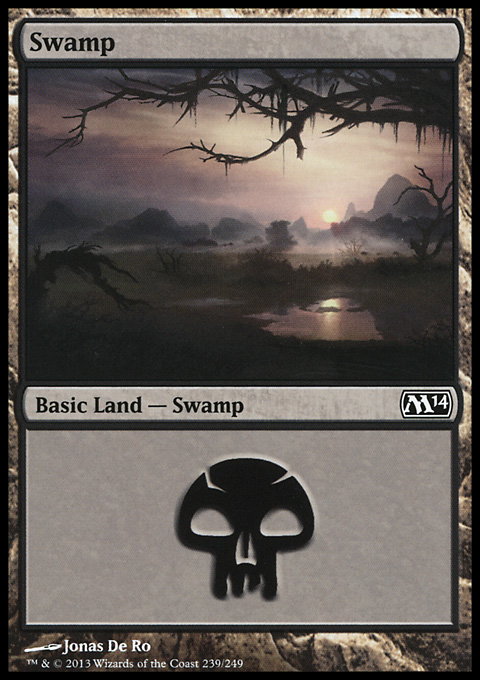 Swamp
Basic Land — Swamp
M14
Jonas De Ro
™ & © 2013 Wizards of the Coast 239/249